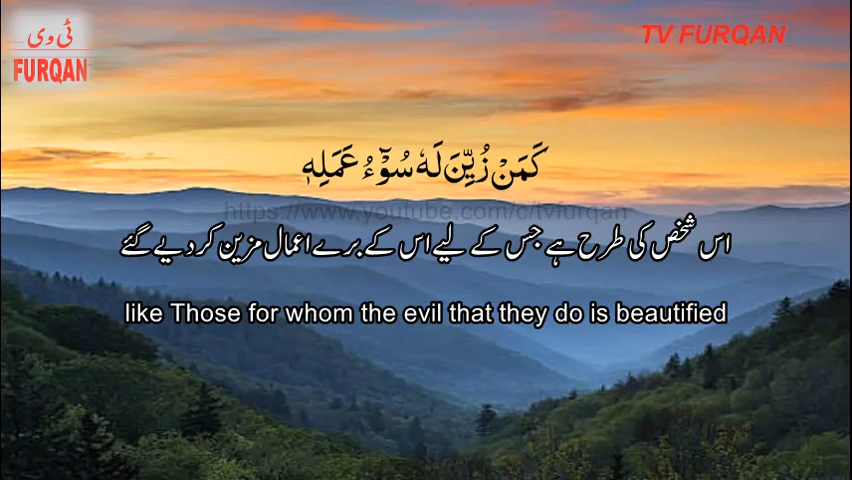 ٹی وی
FURQAN
TV FURQAN
كَمَنْ زُيِّنَ لَهٗ سُوْٓءُ عَمَلِهٖ
https://www.youtube.com/c/tvfurqan
اس شخص کی طرح ہے جس کے لیے اس کے برے اعمال مزین کر دیے گئے
like Those for whom the evil that they do is beautified